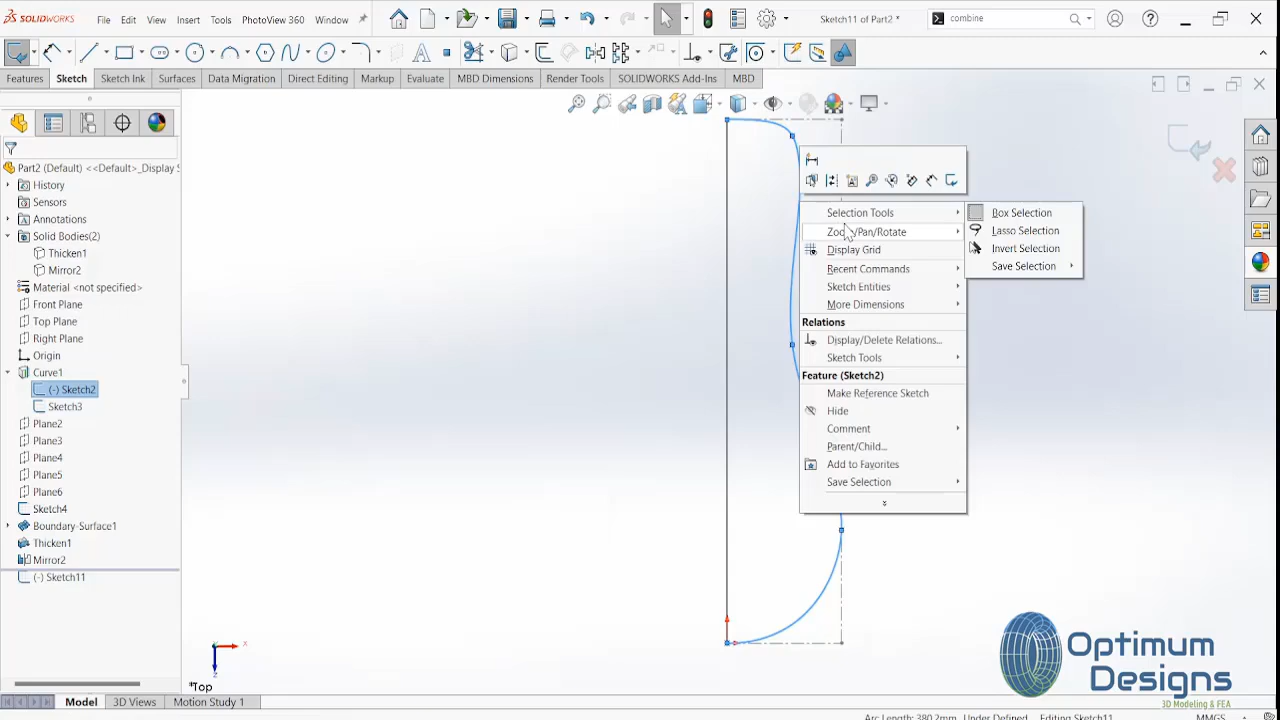 SOLIDWORKS
File
Edit
View
Insert
Tools
PhotoView 360
Window
Sketch11 of Part2 *
combine
Features
Sketch
Sketch Ink
Surfaces
Data Migration
Direct Editing
Markup
Evaluate
MBD Dimensions
Render Tools
SOLIDWORKS Add-Ins
MBD
Part2 (Default) <<Default>_Display S
History
Sensors
Annotations
Solid Bodies(2)
Thicken1
Mirror2
Material <not specified>
Front Plane
Top Plane
Right Plane
Origin
Curve1
(-) Sketch2
Sketch3
Plane2
Plane3
Plane4
Plane5
Plane6
Sketch4
Boundary-Surface1
Thicken1
Mirror2
(-) Sketch11
Selection Tools
Zoom/Pan/Rotate
Display Grid
Recent Commands
Sketch Entities
More Dimensions
Relations
Display/Delete Relations...
Sketch Tools
Feature (Sketch2)
Make Reference Sketch
Hide
Comment
Parent/Child...
Add to Favorites
Save Selection
Box Selection
Lasso Selection
Invert Selection
Save Selection
*Top
X
Z
Optimum
Designs
3D Modeling & FEA
Model
3D Views
Motion Study 1
Arc Length: 380.2mm
Under Defined
Editing Sketch11
MMGS